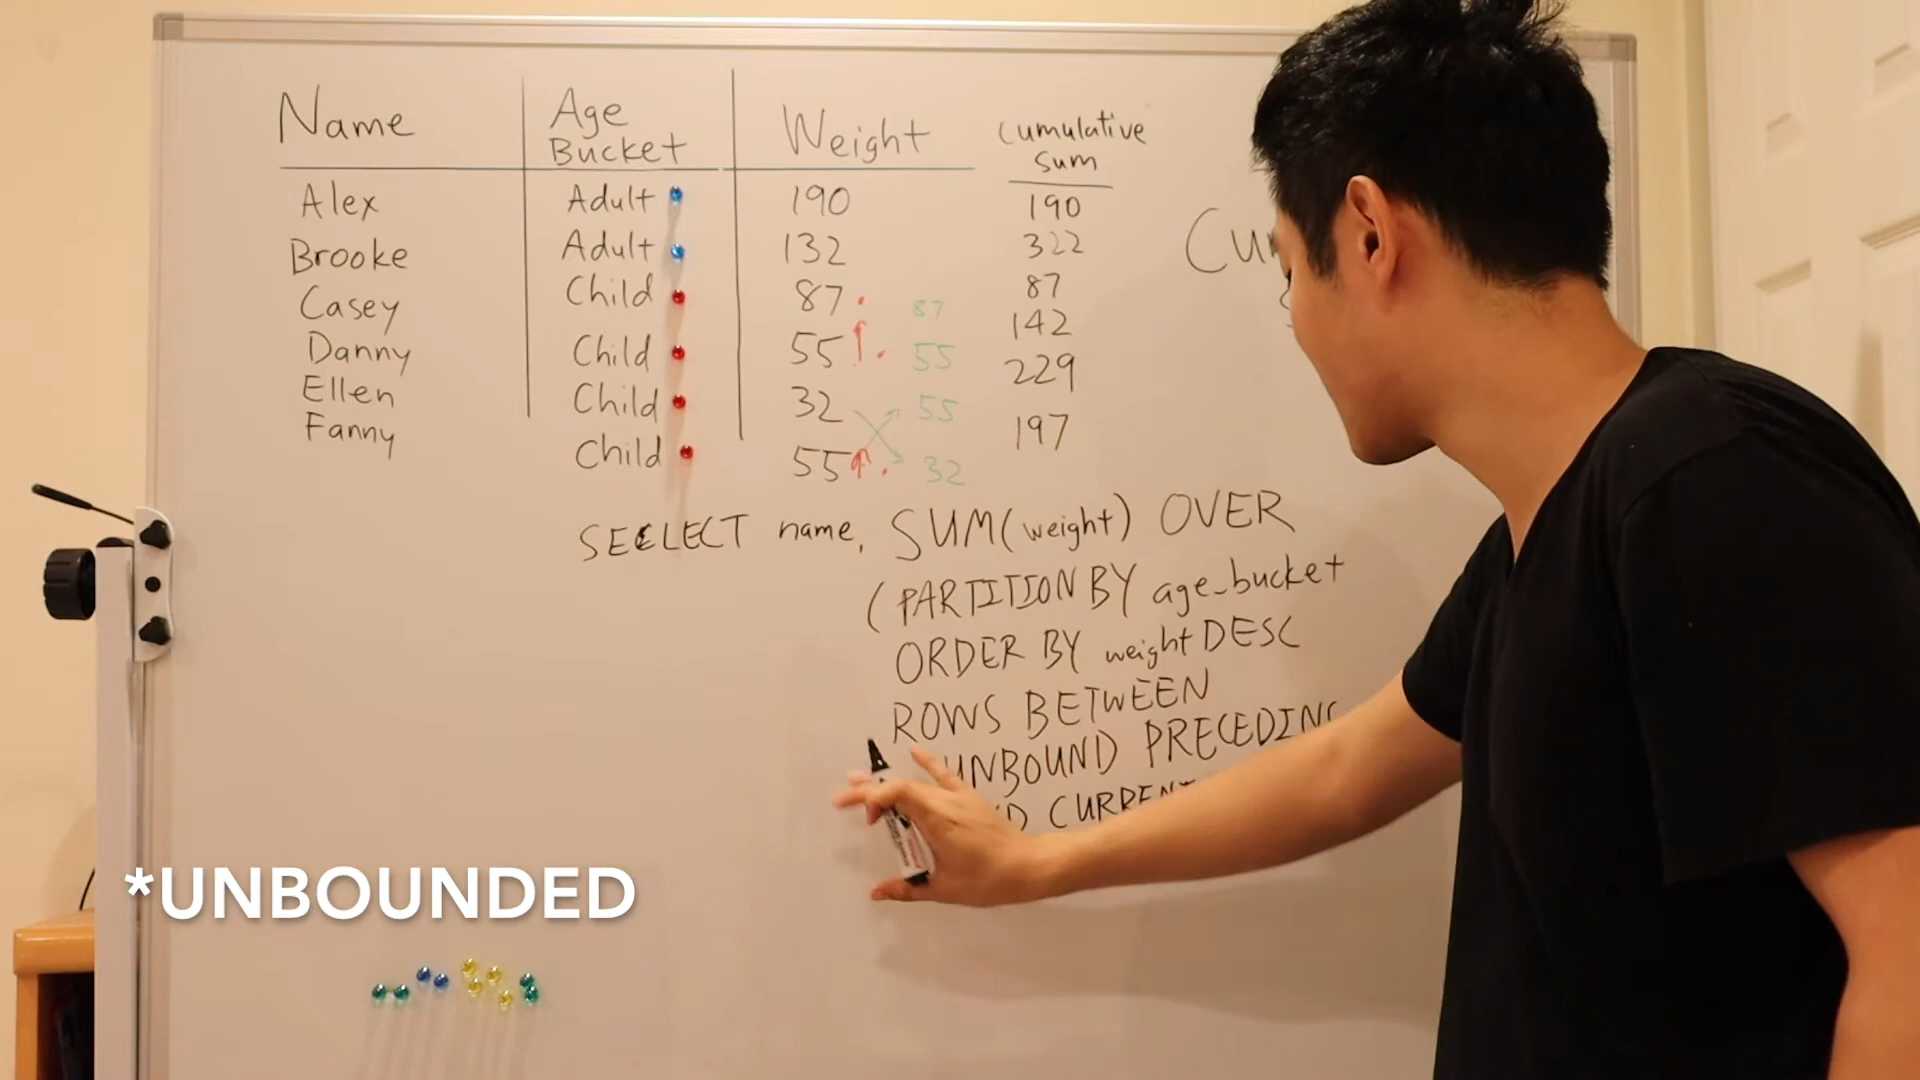 Name Age Bucket Weight cumulative sum
Alex Adult 190 190
Brooke Adult 132 322
Casey Child 87 87 87
Danny Child 55 55 142
Ellen Child 32 55 229
Fanny Child 55 32 197
SELECT name, SUM(weight) OVER
(PARTITION BY age_bucket
ORDER BY weight DESC
ROWS BETWEEN
UNBOUND PRECEDING
CURRENT
*UNBOUNDED